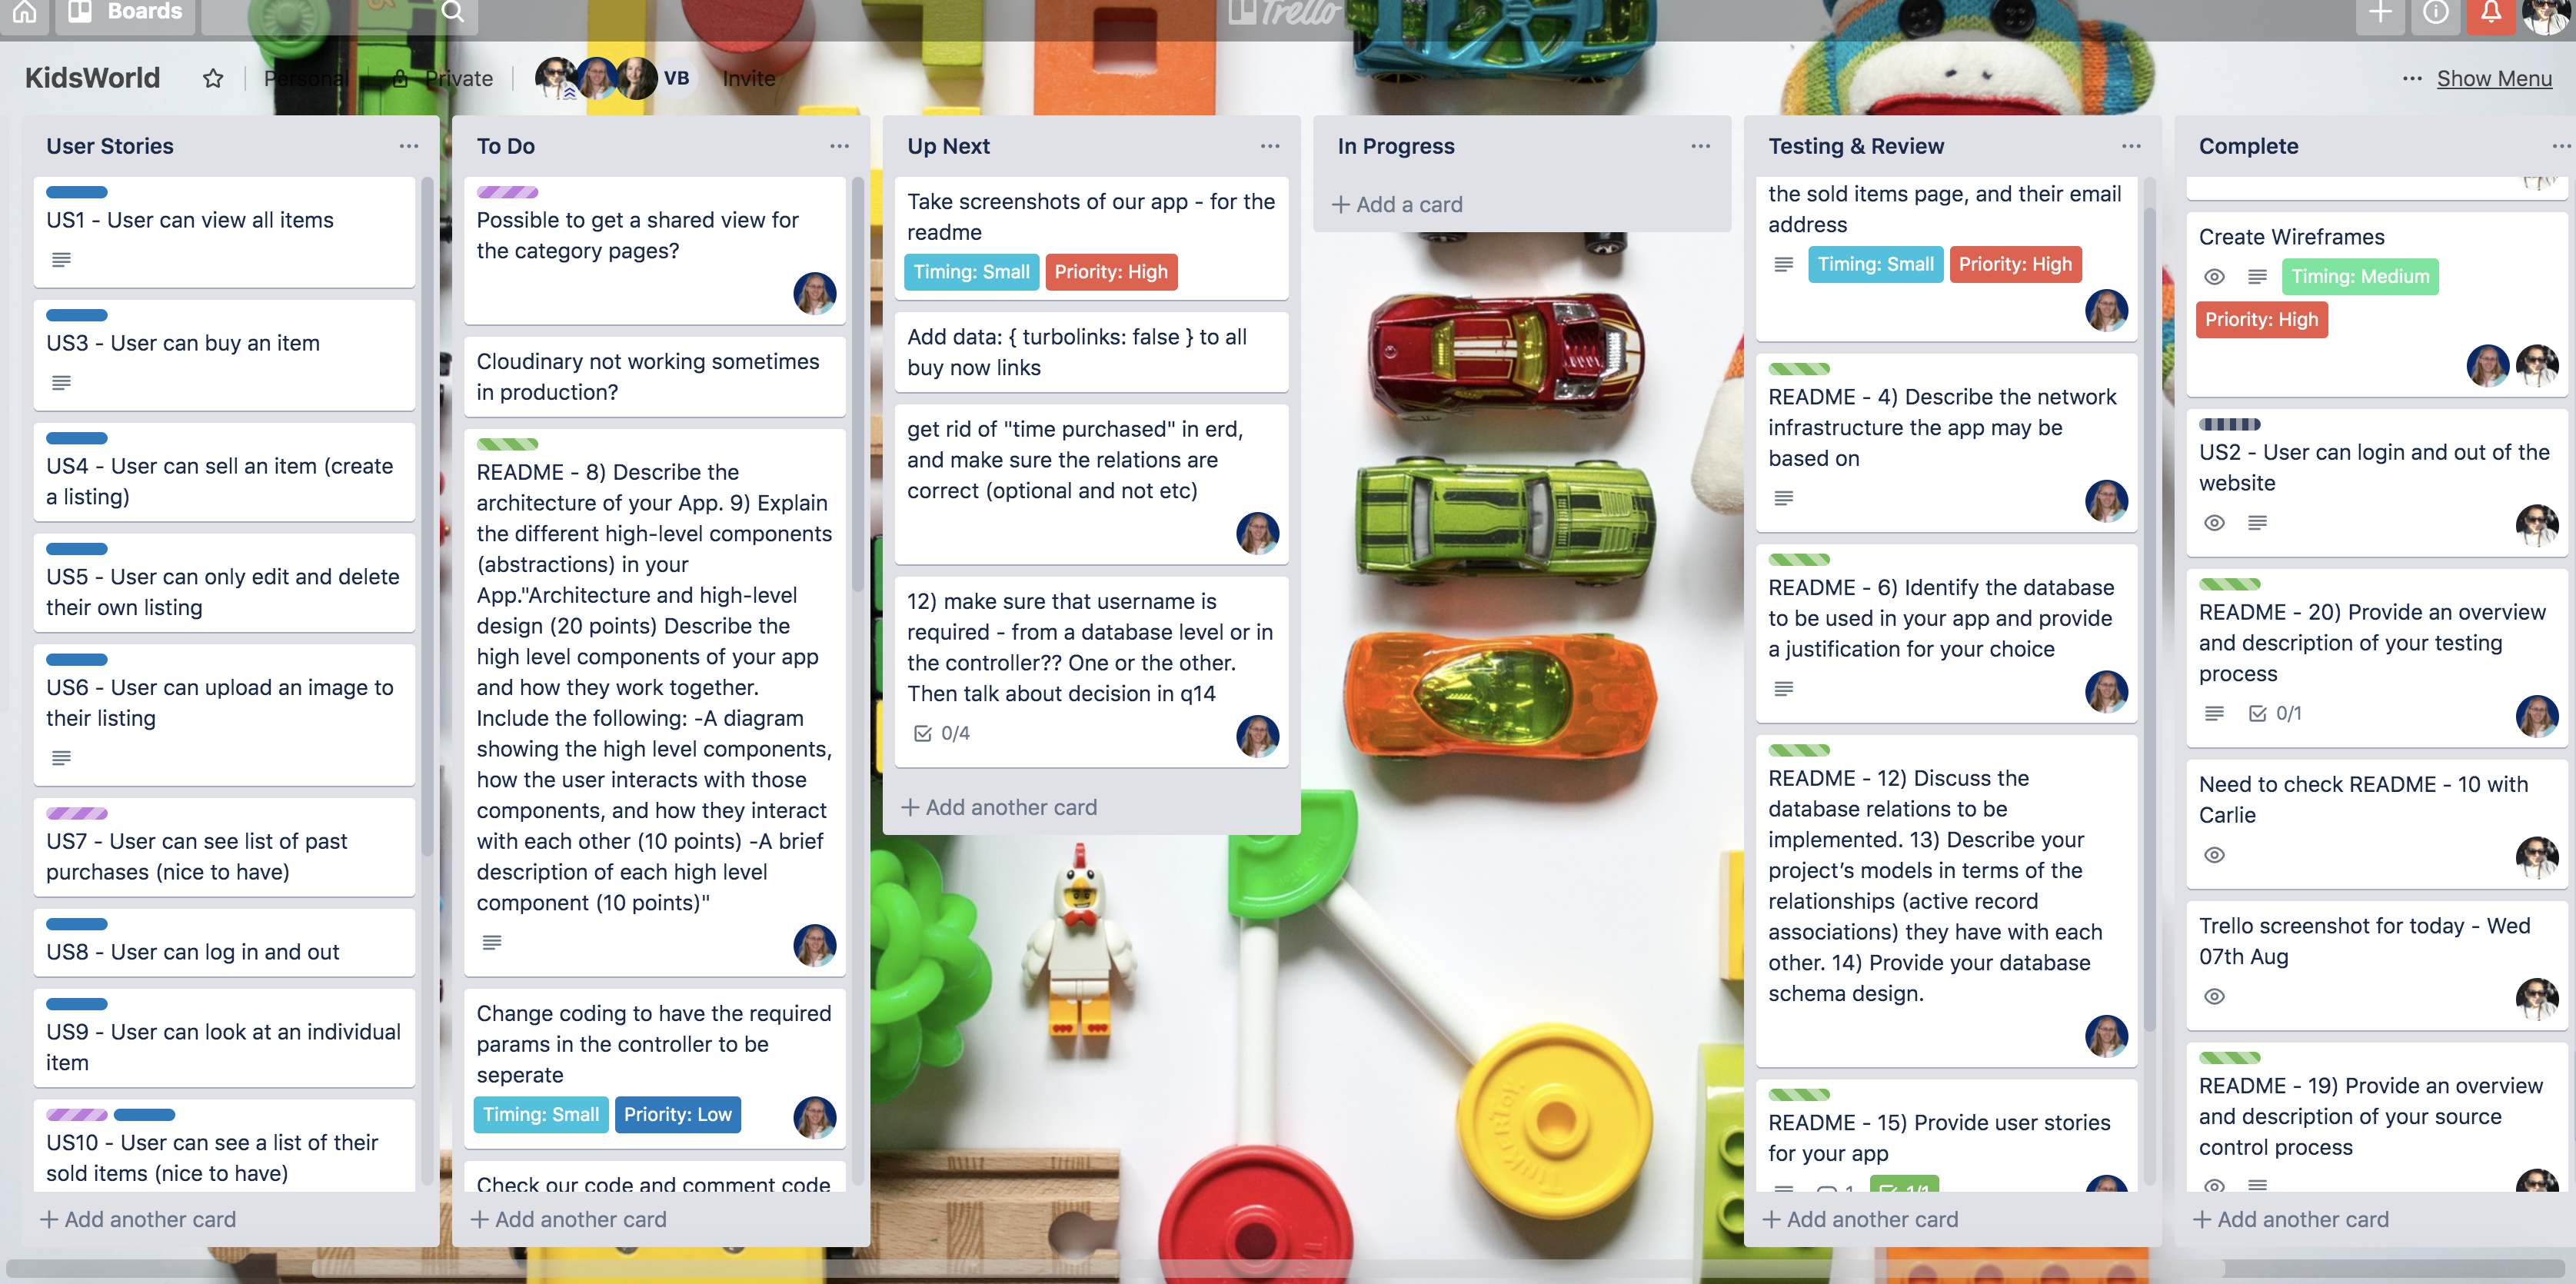 Boards
Trello
KidsWorld
Personal
Private
VB
Invite
Show Menu
User Stories
US1 - User can view all items
US3 - User can buy an item
US4 - User can sell an item (create
a listing)
US5 - User can only edit and delete
their own listing
US6 - User can upload an image to
their listing
US7 - User can see list of past
purchases (nice to have)
US8 - User can log in and out
US9 - User can look at an individual
item
US10 - User can see a list of their
sold items (nice to have)
Add another card
To Do
Possible to get a shared view for
the category pages?
Cloudinary not working sometimes
in production?
README - 8) Describe the
architecture of your App. 9) Explain
the different high-level components
(abstractions) in your
App."Architecture and high-level
design (20 points) Describe the
high level components of your app
and how they work together.
Include the following: -A diagram
showing the high level components,
how the user interacts with those
components, and how they interact
with each other (10 points) -A brief
description of each high level
component (10 points)"
Change coding to have the required
params in the controller to be
seperate
Timing: Small
Priority: Low
Check our code and comment code
Add another card
Up Next
Take screenshots of our app - for the
readme
Timing: Small
Priority: High
Add data: { turbolinks: false } to all
buy now links
get rid of "time purchased" in erd,
and make sure the relations are
correct (optional and not etc)
12) make sure that username is
required - from a database level or in
the controller?? One or the other.
Then talk about decision in q14
0/4
Add another card
In Progress
Add a card
Testing & Review
the sold items page, and their email
address
Timing: Small
Priority: High
README - 4) Describe the network
infrastructure the app may be
based on
README - 6) Identify the database
to be used in your app and provide
a justification for your choice
README - 12) Discuss the
database relations to be
implemented. 13) Describe your
project’s models in terms of the
relationships (active record
associations) they have with each
other. 14) Provide your database
schema design.
README - 15) Provide user stories
for your app
1
1/1
Add another card
Complete
Create Wireframes
Timing: Medium
Priority: High
US2 - User can login and out of the
website
README - 20) Provide an overview
and description of your testing
process
0/1
Need to check README - 10 with
Carlie
Trello screenshot for today - Wed
07th Aug
README - 19) Provide an overview
and description of your source
control process
Add another card